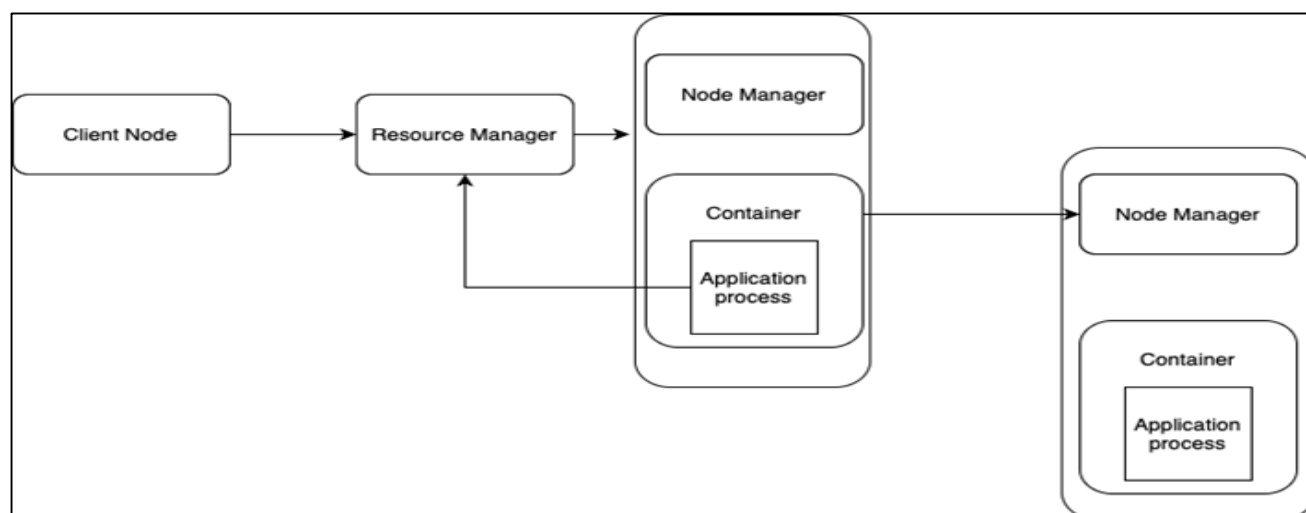 Client Node
Resource Manager
Node Manager
Container
Application
process
Node Manager
Container
Application
process